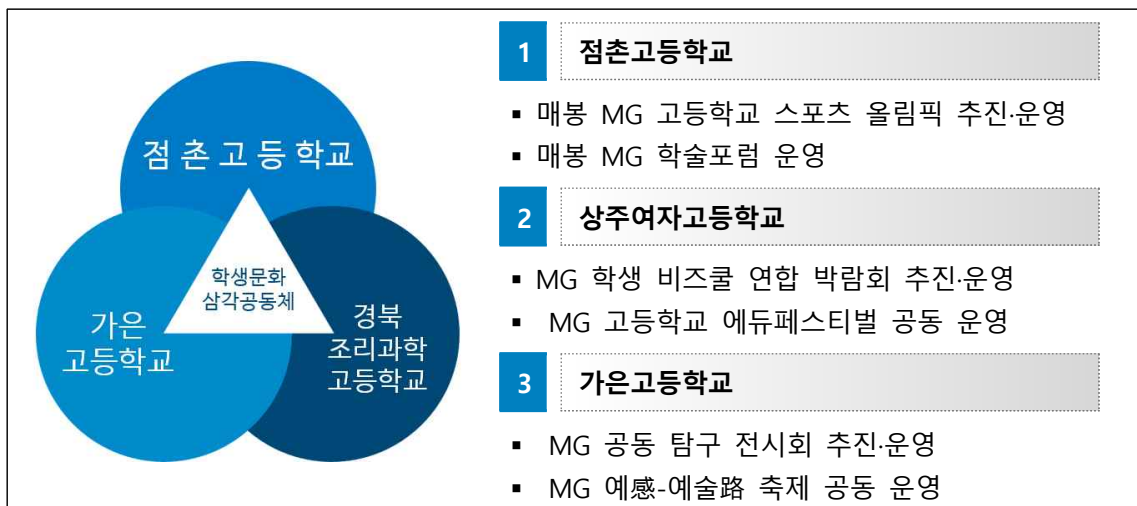 점 촌 고 등 학교
학생문화
삼각공동체
가은
고등학교
경북
조리과학
고등학교
1 점촌고등학교
▪ 매봉 MG 고등학교 스포츠 올림픽 추진·운영
▪ 매봉 MG 학술포럼 운영
2 상주여자고등학교
▪ MG 학생 비즈쿨 연합 박람회 추진·운영
▪ MG 고등학교 에듀페스티벌 공동 운영
3 가은고등학교
▪ MG 공동 탐구 전시회 추진·운영
▪ MG 예感-예술路 축제 공동 운영